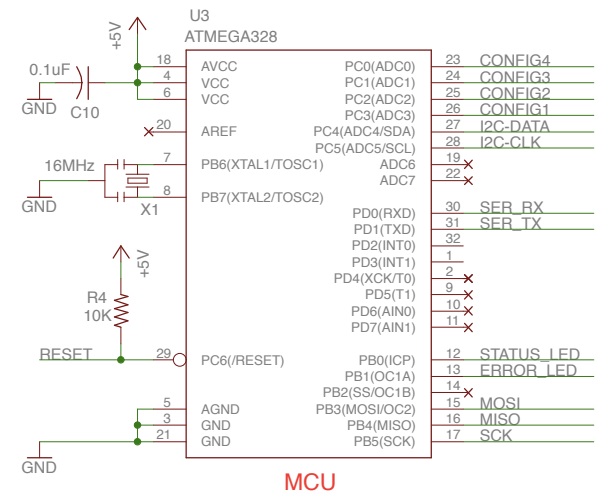 U3
ATMEGA328
+5V
0.1uF
C10
GND
18 AVCC
4 VCC
6 VCC
20 AREF
16MHz
7 PB6(XTAL1/TOSC1)
8 PB7(XTAL2/TOSC2)
GND
X1
+5V
R4
10K
RESET 29 PC6(/RESET)
5 AGND
3 GND
21 GND
GND
PC0(ADC0) 23 CONFIG4
PC1(ADC1) 24 CONFIG3
PC2(ADC2) 25 CONFIG2
PC3(ADC3) 26 CONFIG1
PC4(ADC4/SDA) 27 I2C-DATA
PC5(ADC5/SCL) 28 I2C-CLK
ADC6 19
ADC7 22
PD0(RXD) 30 SER_RX
PD1(TXD) 31 SER_TX
PD2(INT0) 32
PD3(INT1) 1
PD4(XCK/T0) 2
PD5(T1) 9
PD6(AIN0) 10
PD7(AIN1) 11
PB0(ICP) 12 STATUS_LED
PB1(OC1A) 13 ERROR_LED
PB2(SS/OC1B) 14
PB3(MOSI/OC2) 15 MOSI
PB4(MISO) 16 MISO
PB5(SCK) 17 SCK
MCU